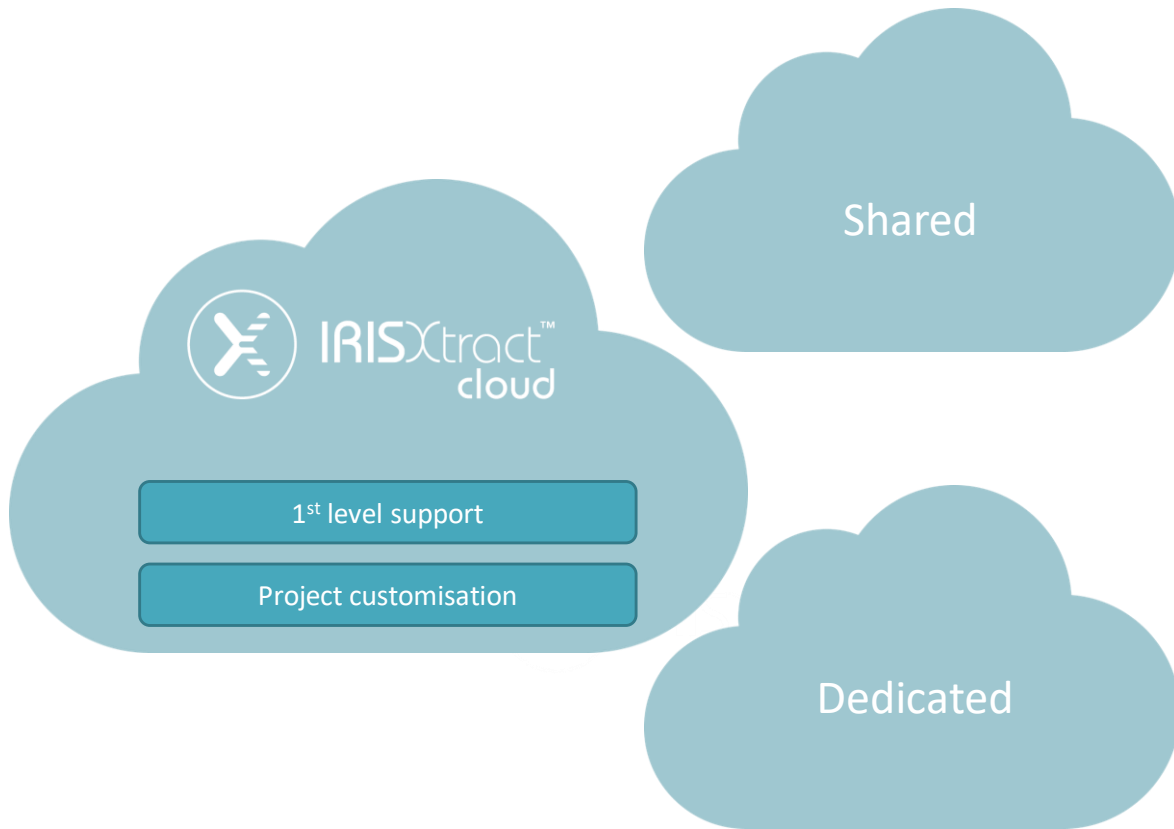 Shared
IRISXtract™
cloud
1st level support
Project customisation
Dedicated